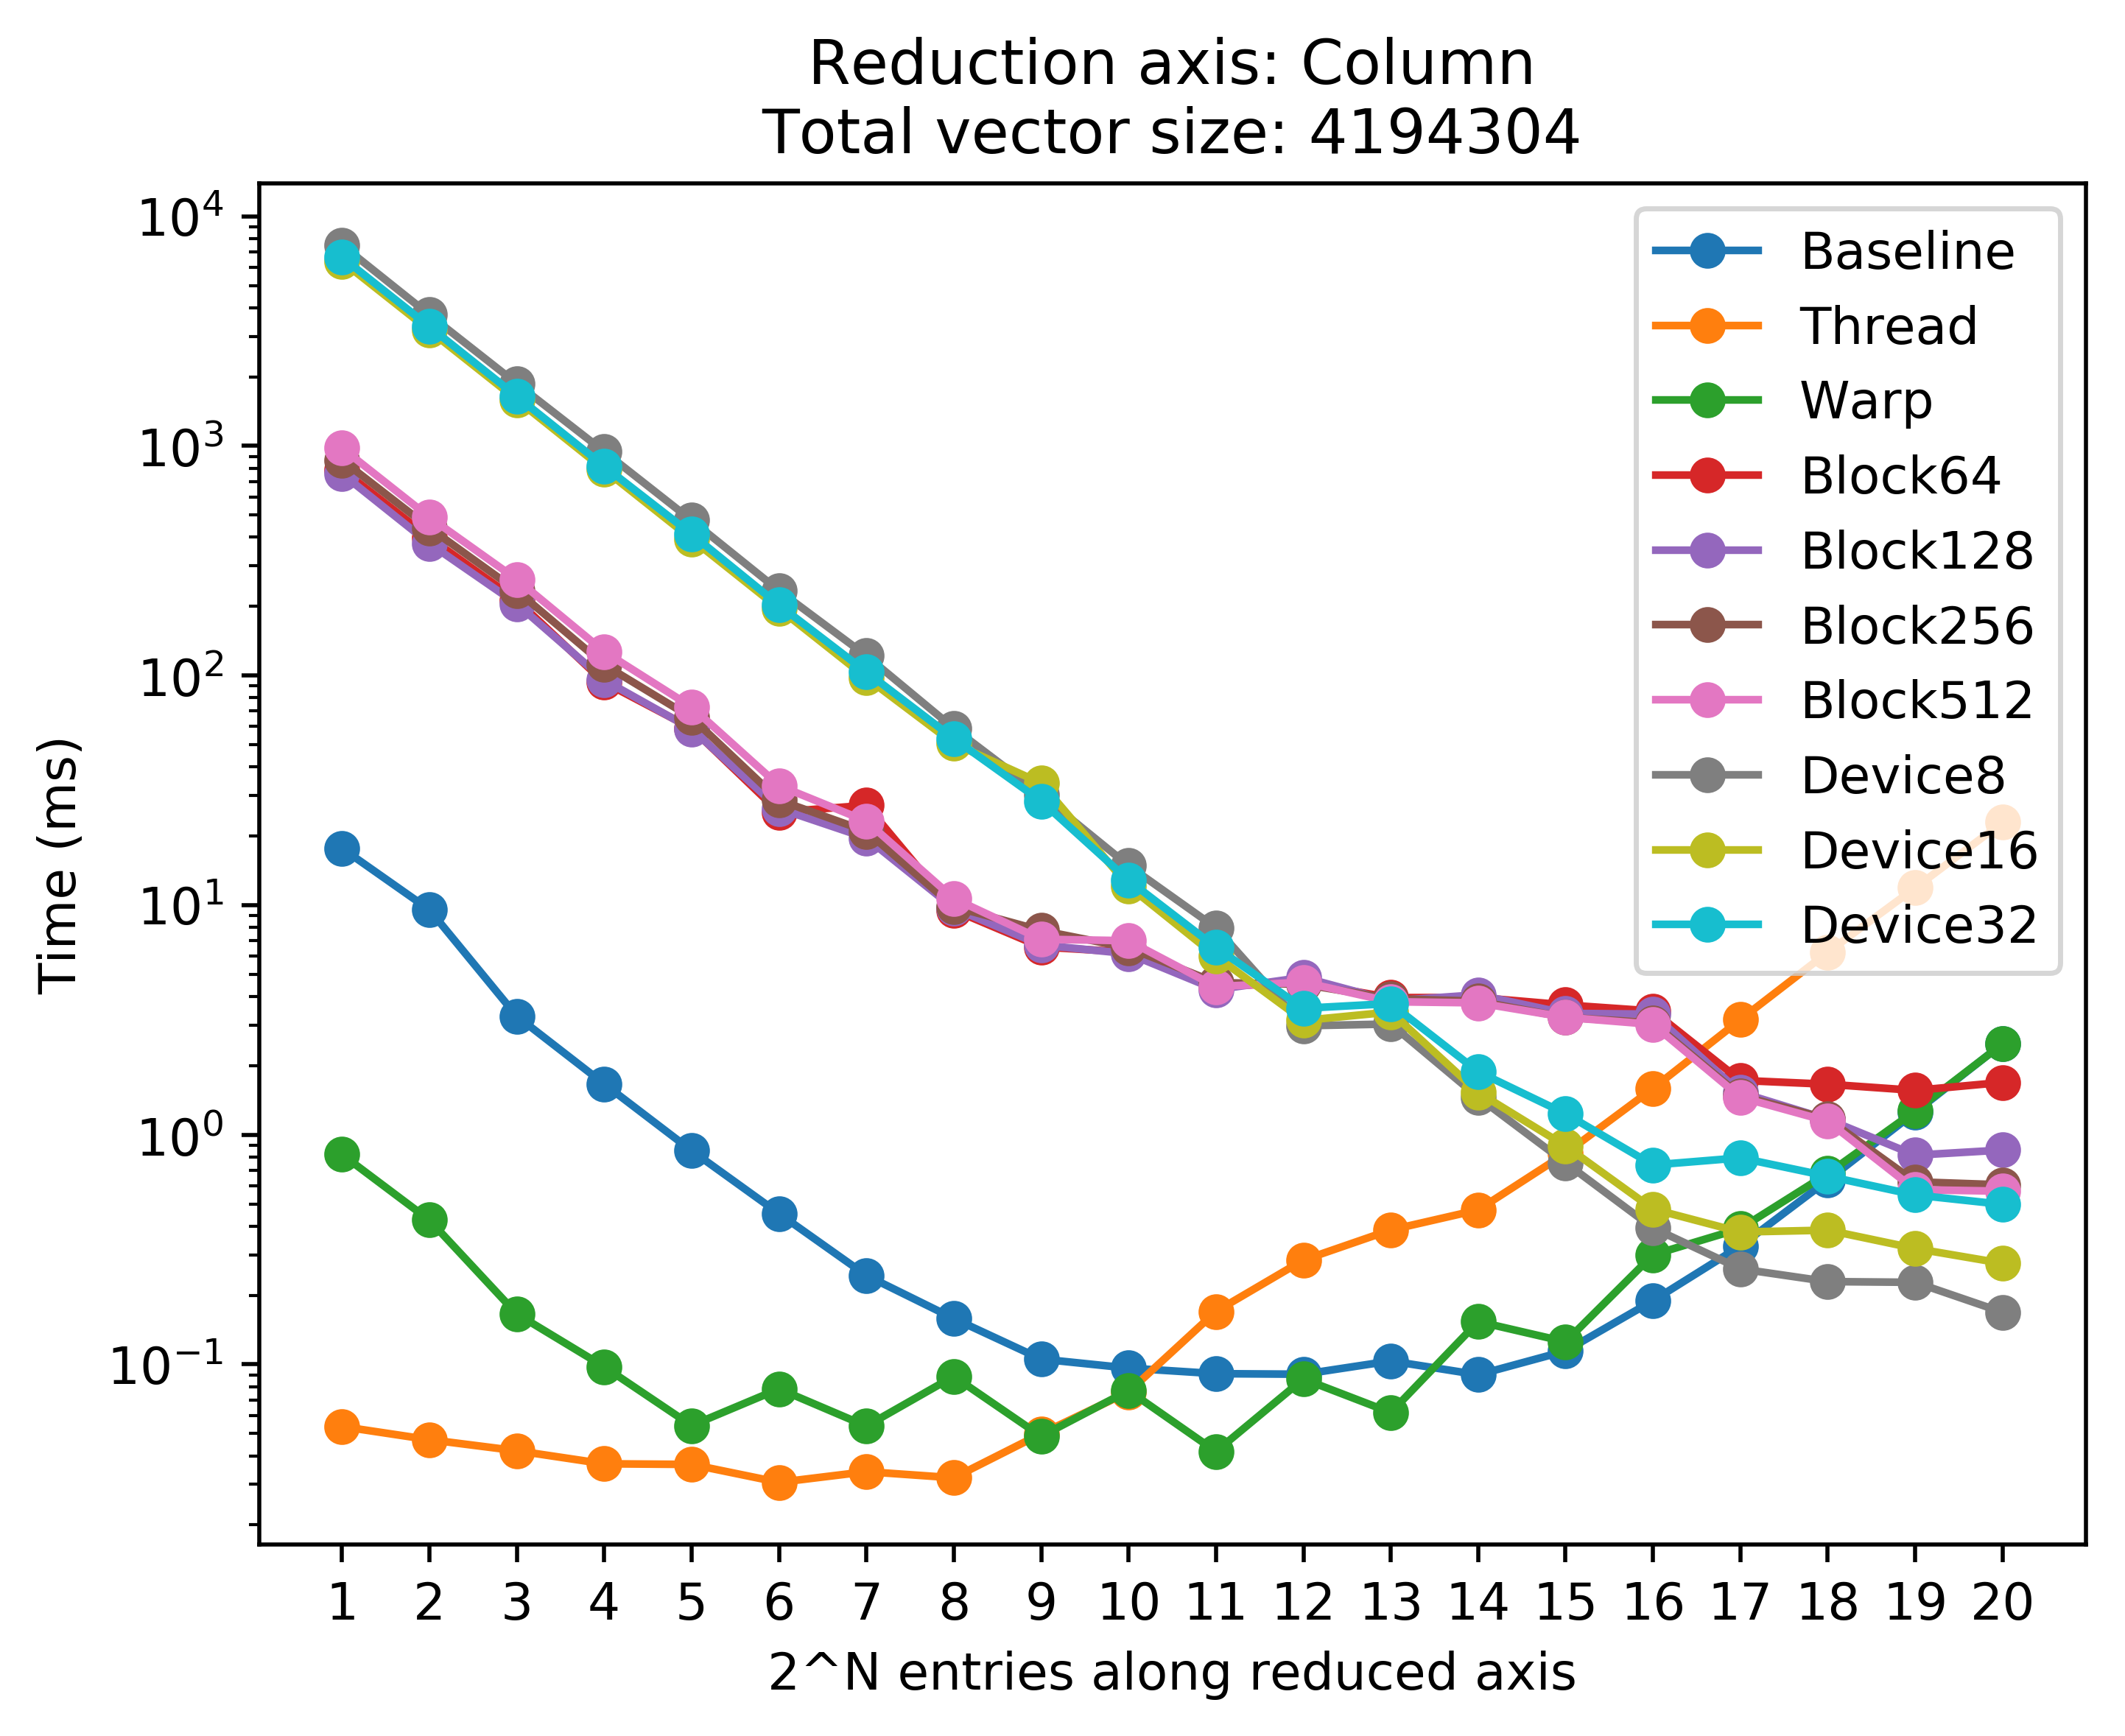 Reduction axis: Column
Total vector size: 4194304
10^4
10^3
10^2
10^1
10^0
10^−1
Time (ms)
Baseline
Thread
Warp
Block64
Block128
Block256
Block512
Device8
Device16
Device32
1 2 3 4 5 6 7 8 9 10 11 12 13 14 15 16 17 18 19 20
2^N entries along reduced axis